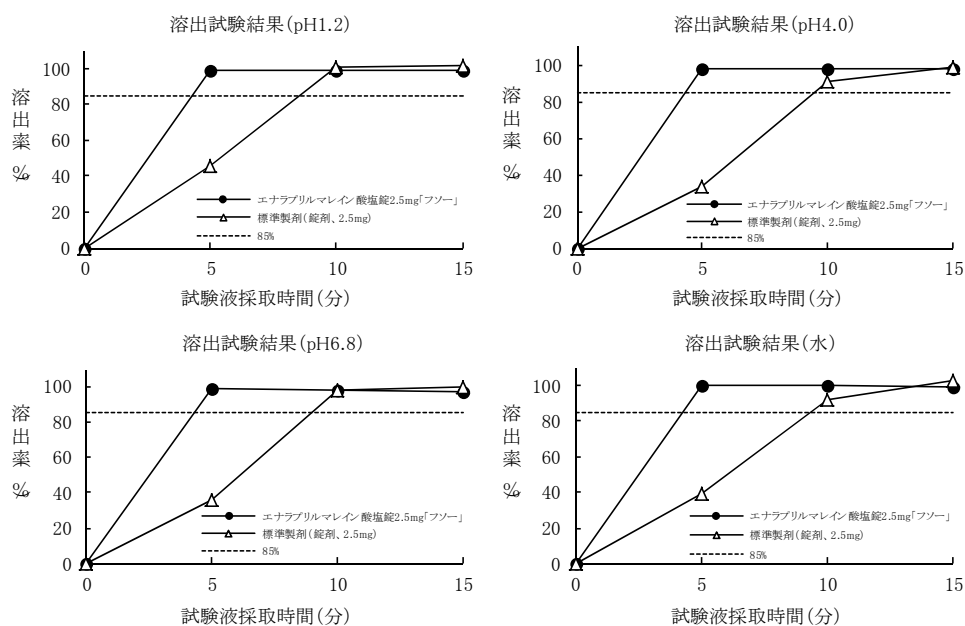 溶出試験結果(pH1.2)
溶出率 %
100
80
60
40
20
0
エナラプリルマレイン酸塩錠2.5mg「フソー」
標準製剤(錠剤、2.5mg)
85%
0 5 10 15
試験液採取時間(分)
溶出試験結果(pH4.0)
溶出率 %
100
80
60
40
20
0
エナラプリルマレイン酸塩錠2.5mg「フソー」
標準製剤(錠剤、2.5mg)
85%
0 5 10 15
試験液採取時間(分)
溶出試験結果(pH6.8)
溶出率 %
100
80
60
40
20
0
エナラプリルマレイン酸塩錠2.5mg「フソー」
標準製剤(錠剤、2.5mg)
85%
0 5 10 15
試験液採取時間(分)
溶出試験結果(水)
溶出率 %
100
80
60
40
20
0
エナラプリルマレイン酸塩錠2.5mg「フソー」
標準製剤(錠剤、2.5mg)
85%
0 5 10 15
試験液採取時間(分)